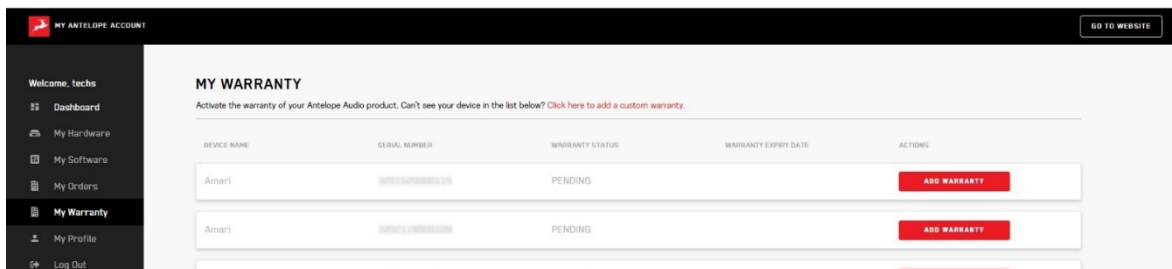 MY ANTELOPE ACCOUNT
GO TO WEBSITE
Welcome, techs
Dashboard
My Hardware
My Software
My Orders
My Warranty
My Profile
Log Out
MY WARRANTY
Activate the warranty of your Antelope Audio product. Can't see your device in the list below? Click here to add a custom warranty.
DEVICE NAME SERIAL NUMBER WARRANTY STATUS WARRANTY EXPIRY DATE ACTIONS
Amari PENDING ADD WARRANTY
Amari PENDING ADD WARRANTY